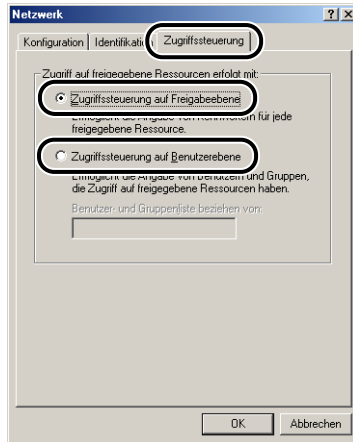 Netzwerk
Konfiguration Identifikation Zugriffssteuerung
Zugriff auf freigegebene Ressourcen erfolgt mit:
Zugriffssteuerung auf Freigabeebene
Ermöglicht die Angabe von Kennwörtern für jede
freigegebene Ressource.
Zugriffssteuerung auf Benutzerebene
Ermöglicht die Angabe von Benutzern und Gruppen,
die Zugriff auf freigegebene Ressourcen haben.
Benutzer- und Gruppenliste beziehen von:
OK Abbrechen